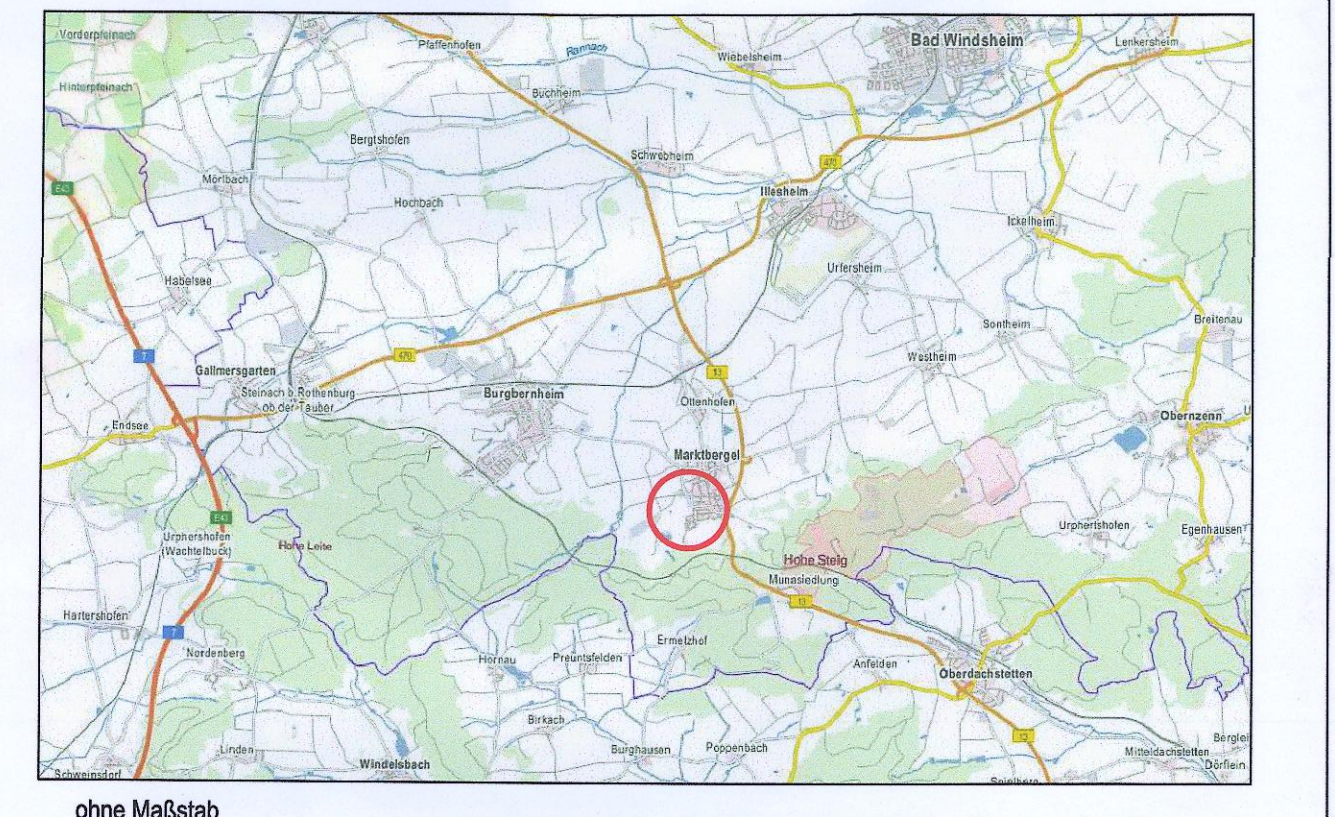 Vorderpfeinach
Pfaffenhofen
Rannach
Wiebelsheim
Bad Windsheim
Lenkersheim
Hinterpfeinach
Buchheim
Bergtshofen
Schwebheim
470
Mörlbach
E43
Hochbach
Illesheim
Ickelheim
Urfersheim
Habelsee
Breitenau
Sontheim
7
470
Westheim
Gallmersgarten
13
Steinach b. Rothenburg
ob der Tauber
Burgbernheim
Ottenhofen
Obernzenn
Endsee
Marktbergel
E43
Urphershofen
(Wachtelbuck)
Hohe Leite
Urphertshofen
Egenhausen
Hohe Steig
Munasiedlung
13
Hartershofen
7
Nordenberg
Ermetzhof
Hornau
Preuntsfelden
Anfelden
Oberdachstetten
Birkach
13
Linden
Burghausen
Poppenbach
Mitteldachstetten
Windelsbach
Dörflein
Schweinsdorf
ohne Maßstab